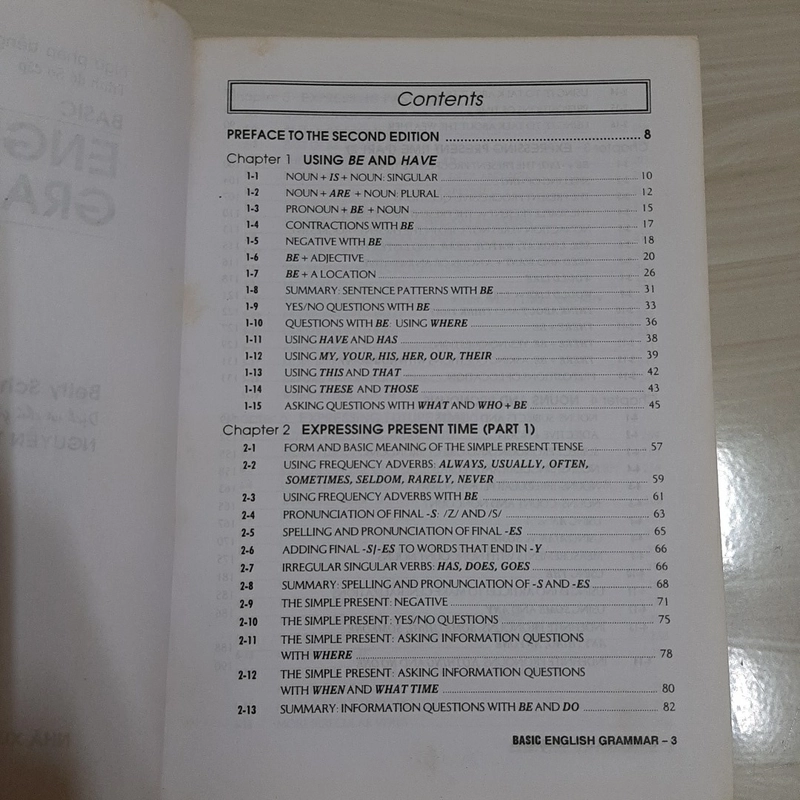 Contents
PREFACE TO THE SECOND EDITION ........ 8
Chapter 1 USING BE AND HAVE
1-1 NOUN + IS + NOUN: SINGULAR ........ 10
1-2 NOUN + ARE + NOUN: PLURAL ........ 12
1-3 PRONOUN + BE + NOUN ........ 15
1-4 CONTRACTIONS WITH BE ........ 17
1-5 NEGATIVE WITH BE ........ 18
1-6 BE + ADJECTIVE ........ 20
1-7 BE + A LOCATION ........ 26
1-8 SUMMARY: SENTENCE PATTERNS WITH BE ........ 31
1-9 YES/NO QUESTIONS WITH BE ........ 33
1-10 QUESTIONS WITH BE USING WHERE ........ 36
1-11 USING HAVE AND HAS ........ 38
1-12 USING MY, YOUR, HIS, HER, OUR, THEIR ........ 39
1-13 USING THIS AND THAT ........ 42
1-14 USING THESE AND THOSE ........ 43
1-15 ASKING QUESTIONS WITH WHAT AND WHO + BE ........ 45
Chapter 2 EXPRESSING PRESENT TIME (PART 1)
2-1 FORM AND BASIC MEANING OF THE SIMPLE PRESENT TENSE ........ 57
2-2 USING FREQUENCY ADVERBS: ALWAYS, USUALLY, OFTEN,
SOMETIMES, SELDOM, RARELY, NEVER ........ 59
2-3 USING FREQUENCY ADVERBS WITH BE ........ 61
2-4 PRONUNCIATION OF FINAL -S: /Z/ AND /S/ ........ 63
2-5 SPELLING AND PRONUNCIATION OF FINAL -ES ........ 65
2-6 ADDING FINAL -S/-ES TO WORDS THAT END IN -Y ........ 66
2-7 IRREGULAR SINGULAR VERBS: HAS, DOES, GOES ........ 66
2-8 SUMMARY: SPELLING AND PRONUNCIATION OF -S AND -ES ........ 68
2-9 THE SIMPLE PRESENT: NEGATIVE ........ 71
2-10 THE SIMPLE PRESENT: YES/NO QUESTIONS ........ 75
2-11 THE SIMPLE PRESENT: ASKING INFORMATION QUESTIONS
WITH WHERE ........ 78
2-12 THE SIMPLE PRESENT: ASKING INFORMATION QUESTIONS
WITH WHEN AND WHAT TIME ........ 80
2-13 SUMMARY: INFORMATION QUESTIONS WITH BE AND DO ........ 82
BASIC ENGLISH GRAMMAR – 3